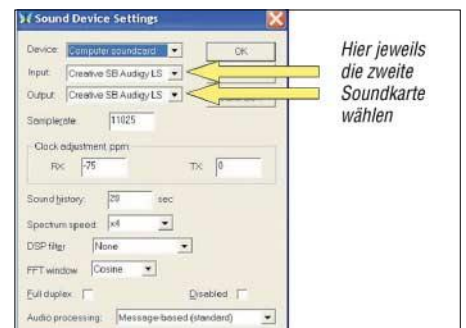 Sound Device Settings
Device: Computer soundcard OK
Input: Creative SB Audigy LS
Output: Creative SB Audigy LS
Samplerate: 11025
Clock adjustment ppm
RX: -75 TX: 0
Sound history: 20 sec
Spectrum speed: x4
DSP filter None
FFT window Cosine
Full duplex: Disabled
Audio processing: Message-based (standard)
Hier jeweils
die zweite
Soundkarte
wählen